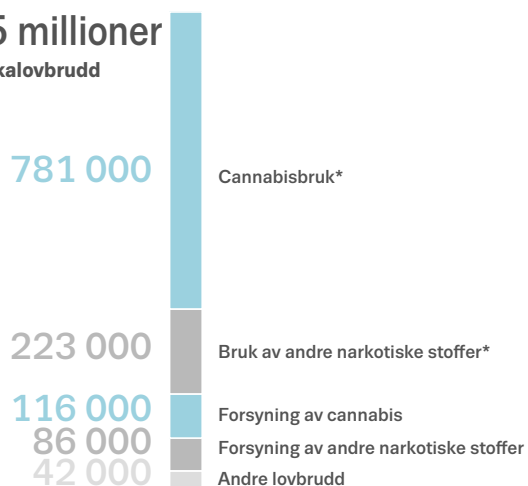 5 millioner
kalovbrudd
781 000
Cannabisbruk*
223 000
Bruk av andre narkotiske stoffer*
116 000
Forsyning av cannabis
86 000
Forsyning av andre narkotiske stoffer
42 000
Andre lovbrudd